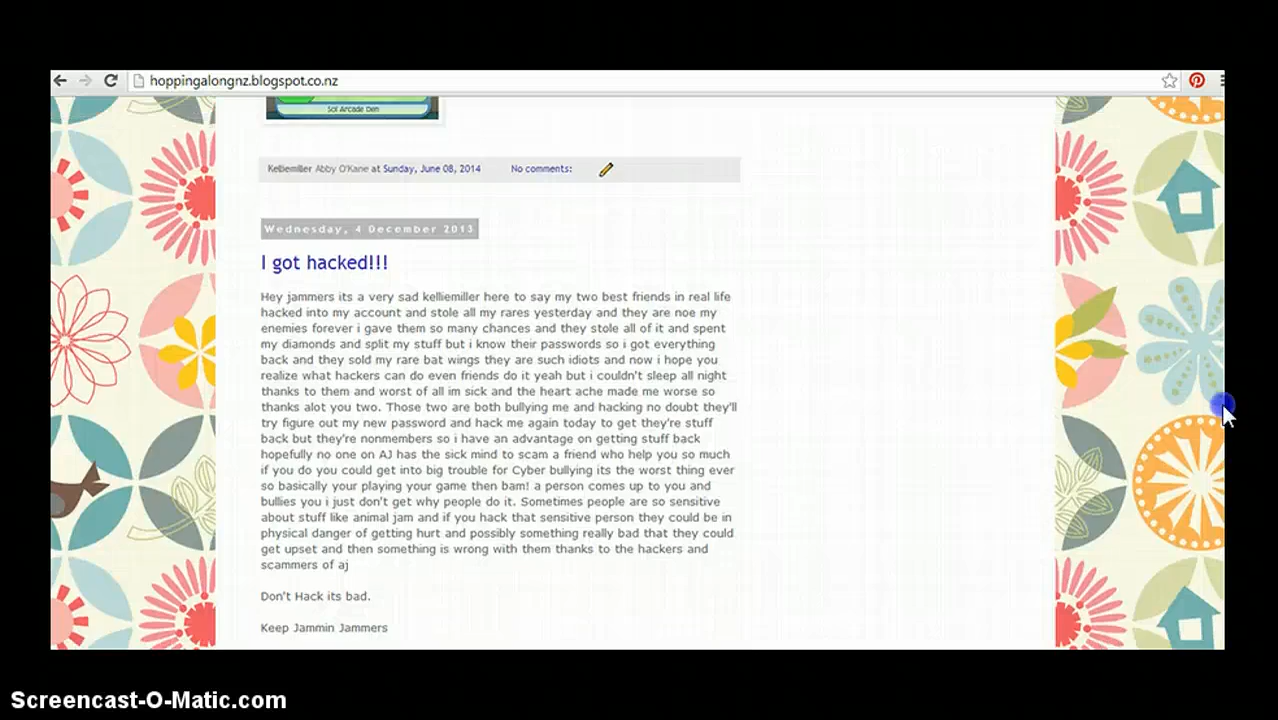 hoppingalongnz.blogspot.co.nz
Sol Arcade Den
Kelliemiller Abby O'Kane at Sunday, June 08, 2014 No comments:
Wednesday, 4 December 2013
I got hacked!!!
Hey jammers its a very sad kelliemiller here to say my two best friends in real life
hacked into my account and stole all my rares yesterday and they are noe my
enemies forever i gave them so many chances and they stole all of it and spent
my diamonds and split my stuff but i know their passwords so i got everything
back and they sold my rare bat wings they are such idiots and now i hope you
realize what hackers can do even friends do it yeah but i couldn't sleep all night
thanks to them and worst of all im sick and the heart ache made me worse so
thanks alot you two. Those two are both bullying me and hacking no doubt they'll
try figure out my new password and hack me again today to get they're stuff
back but they're nonmembers so i have an advantage on getting stuff back
hopefully no one on AJ has the sick mind to scam a friend who help you so much
if you do you could get into big trouble for Cyber bullying its the worst thing ever
so basically your playing your game then bam! a person comes up to you and
bullies you i just don't get why people do it. Sometimes people are so sensitive
about stuff like animal jam and if you hack that sensitive person they could be in
physical danger of getting hurt and possibly something really bad that they could
get upset and then something is wrong with them thanks to the hackers and
scammers of aj
Don't Hack its bad.
Keep Jammin Jammers
Screencast-O-Matic.com